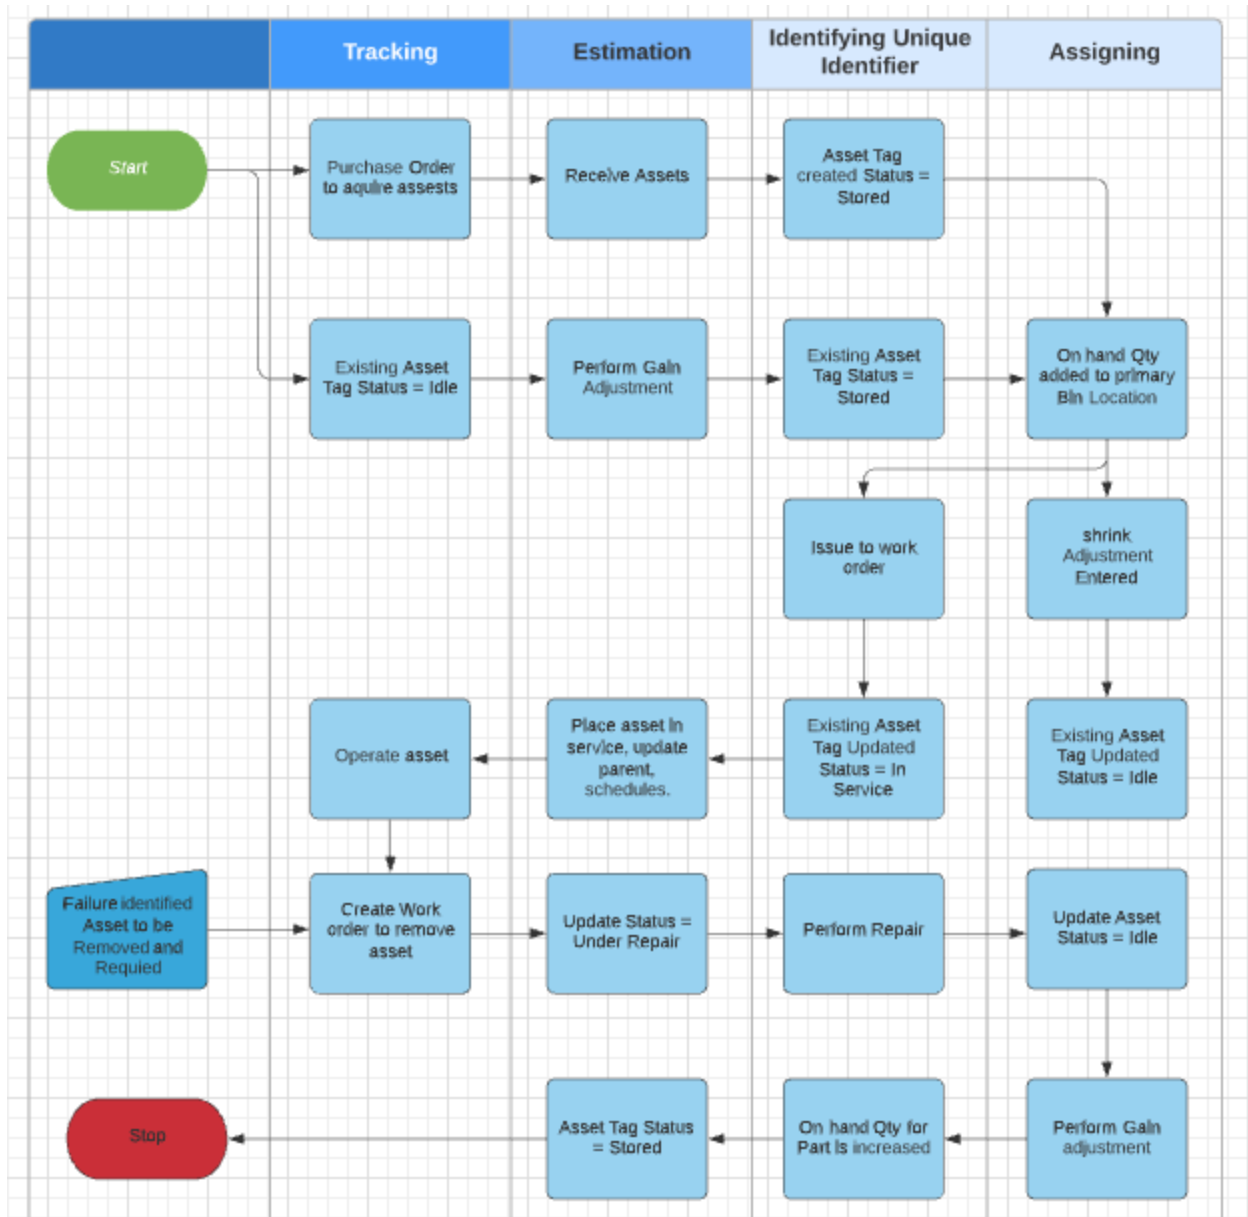 Tracking
Estimation
Identifying Unique
Identifier
Assigning
Start
Purchase Order
to aquire assests
Receive Assets
Asset Tag
created Status =
Stored
Existing Asset
Tag Status = Idle
Perform Gain
Adjustment
Existing Asset
Tag Status =
Stored
On hand Qty
added to primary
Bin Location
Issue to work
order
shrink
Adjustment
Entered
Operate asset
Place asset in
service, update
parent,
schedules.
Existing Asset
Tag Updated
Status = In
Service
Existing Asset
Tag Updated
Status = Idle
Failure identified
Asset to be
Removed and
Requied
Create Work
order to remove
asset
Update Status =
Under Repair
Perform Repair
Update Asset
Status = Idle
Stop
Asset Tag Status
= Stored
On hand Qty for
Part is increased
Perform Gain
adjustment